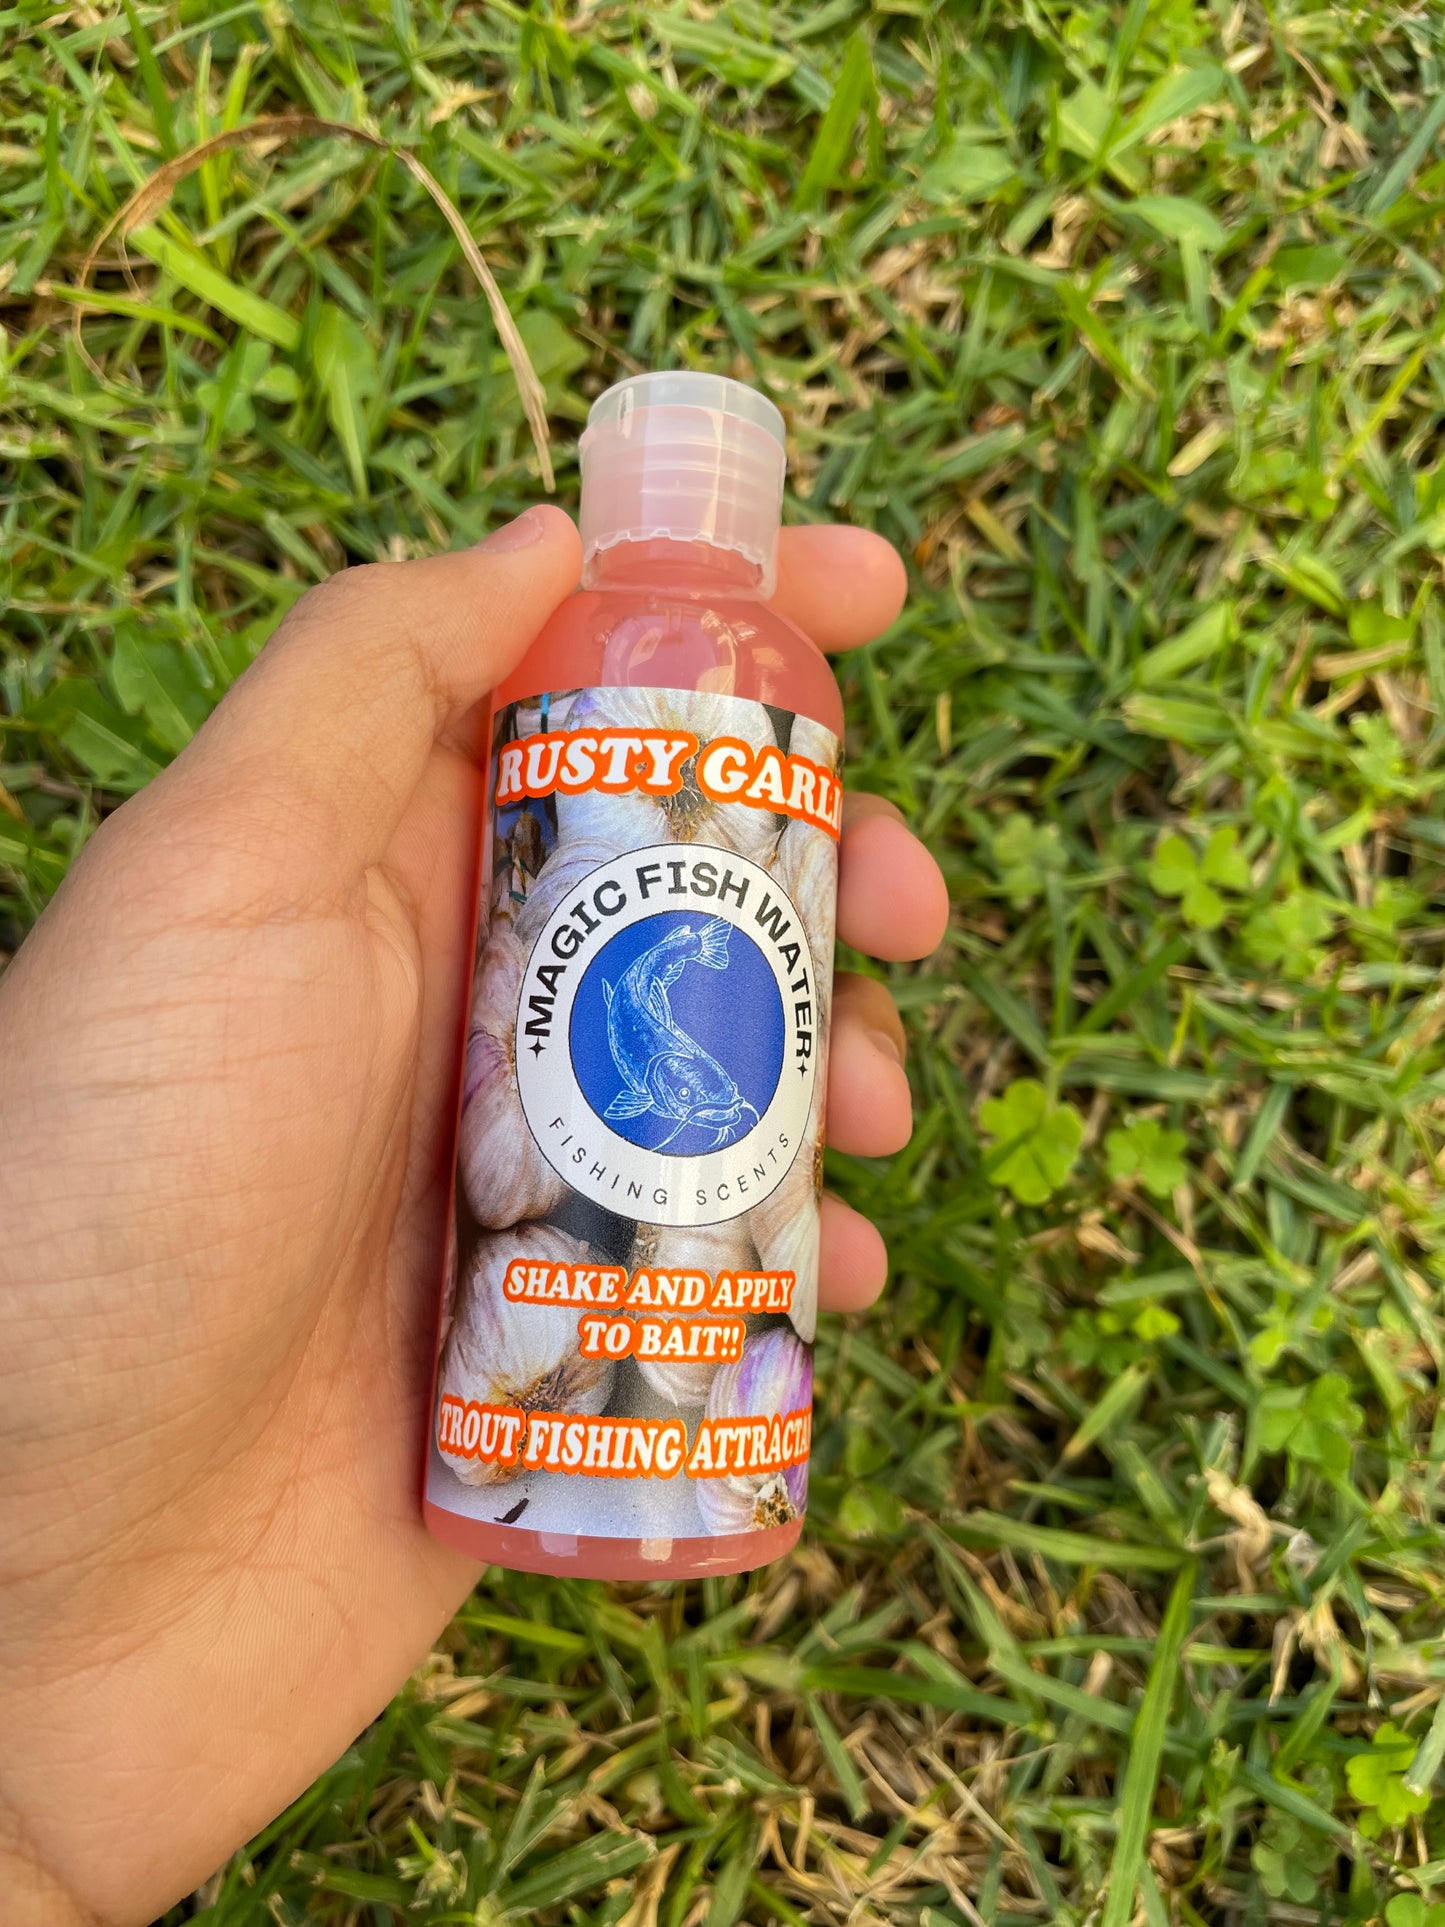 RUSTY GARLI
MAGIC FISH WATER
FISHING SCENTS
SHAKE AND APPLY
TO BAIT!!
TROUT FISHING ATTRACTA